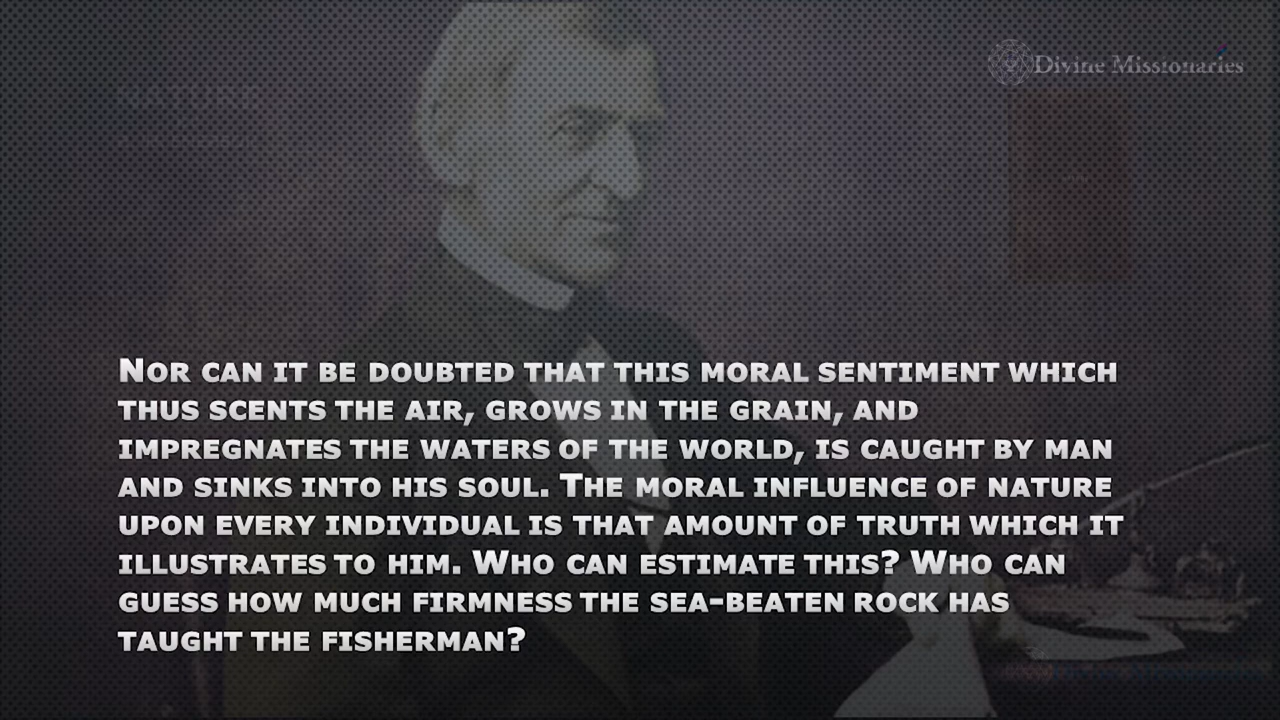 Divine Missionaries
Nor can it be doubted that this moral sentiment which
thus scents the air, grows in the grain, and
impregnates the waters of the world, is caught by man
and sinks into his soul. The moral influence of nature
upon every individual is that amount of truth which it
illustrates to him. Who can estimate this? Who can
guess how much firmness the sea-beaten rock has
taught the fisherman?